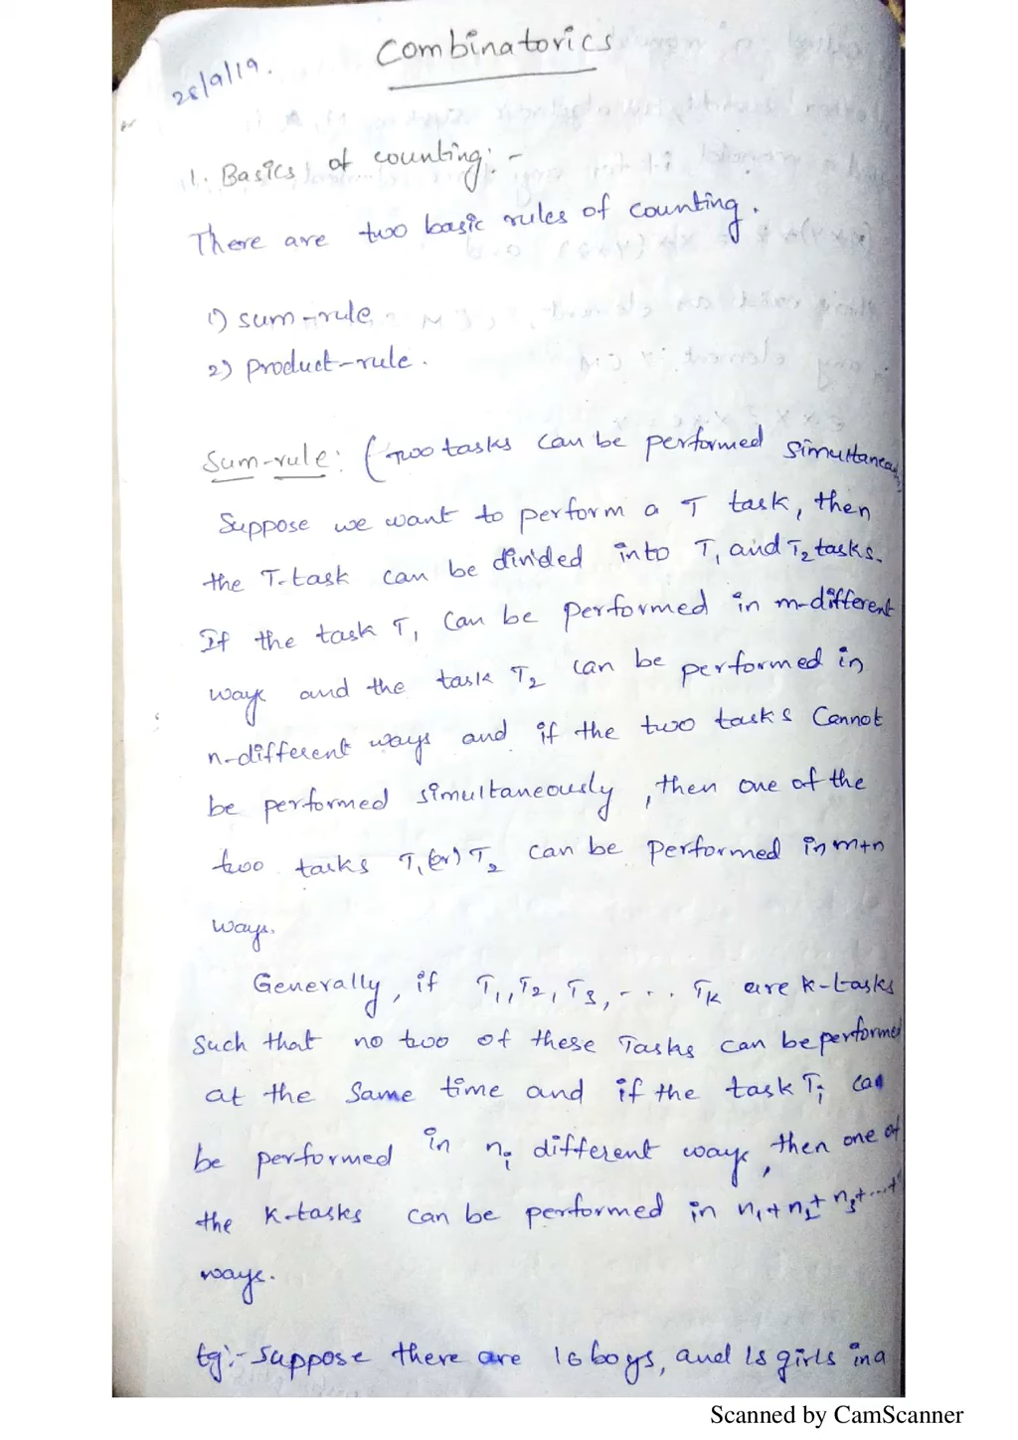 Combinatorics
28/9/19.
1. Basics of counting: -
There are two basic rules of counting.
1) sum-rule
2) product-rule.
Sum-rule: (Two tasks can be performed
Suppose we want to perform a T task, then
the T-task can be divided into T₁ and T₂ tasks.
If the task T₁ can be performed in m-different
ways and the task T₂ can be performed in
n-different ways and if the two tasks cannot
be performed simultaneously, then one of the
two tasks T₁ (or) T₂ can be performed in m+n
ways.
Generally, if T₁, T₂, T₃, - ... Tk are k-tasks
such that no two of these Tasks can be performed
at the same time and if the task Tᵢ can
be performed in nᵢ different ways, then one of
the k-tasks can be performed in n₁+n₂+n₃+...+
ways.
Eg:- Suppose there are 16 boys, and 18 girls in a
Scanned by CamScanner